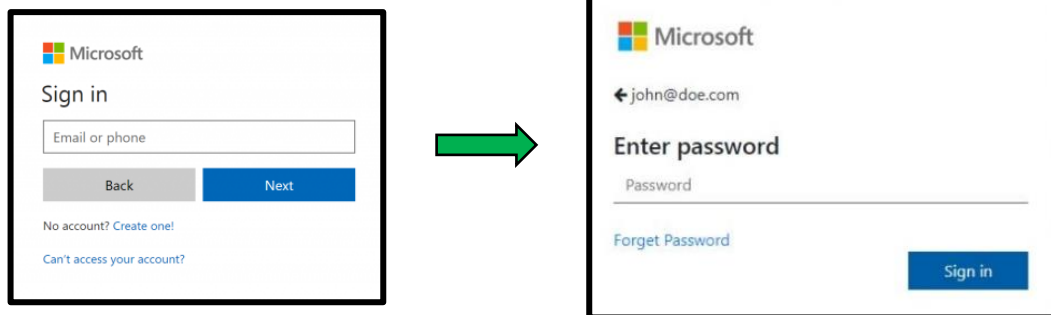 Microsoft
Sign in
Email or phone
Back
Next
No account? Create one!
Can't access your account?
Microsoft
john@doe.com
Enter password
Password
Forget Password
Sign in